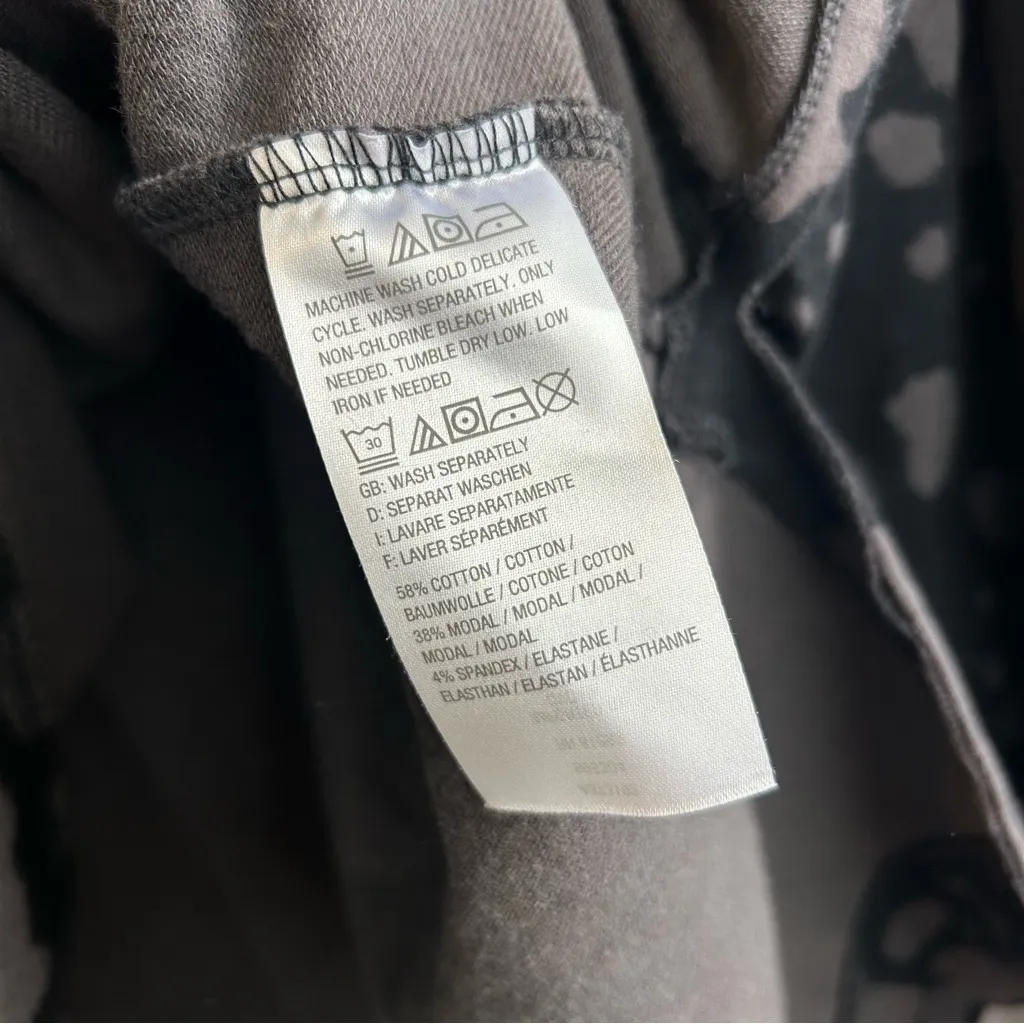 MACHINE WASH COLD DELICATE
CYCLE. WASH SEPARATELY. ONLY
NON-CHLORINE BLEACH WHEN
NEEDED. TUMBLE DRY LOW. LOW
IRON IF NEEDED
30
GB: WASH SEPARATELY
D: SEPARAT WASCHEN
I: LAVARE SEPARATAMENTE
F: LAVER SÉPARÉMENT
58% COTTON / COTTON /
BAUMWOLLE / COTONE / COTON
38% MODAL / MODAL / MODAL /
MODAL / MODAL
4% SPANDEX / ELASTANE /
ELASTHAN / ELASTAN / ÉLASTHANNE